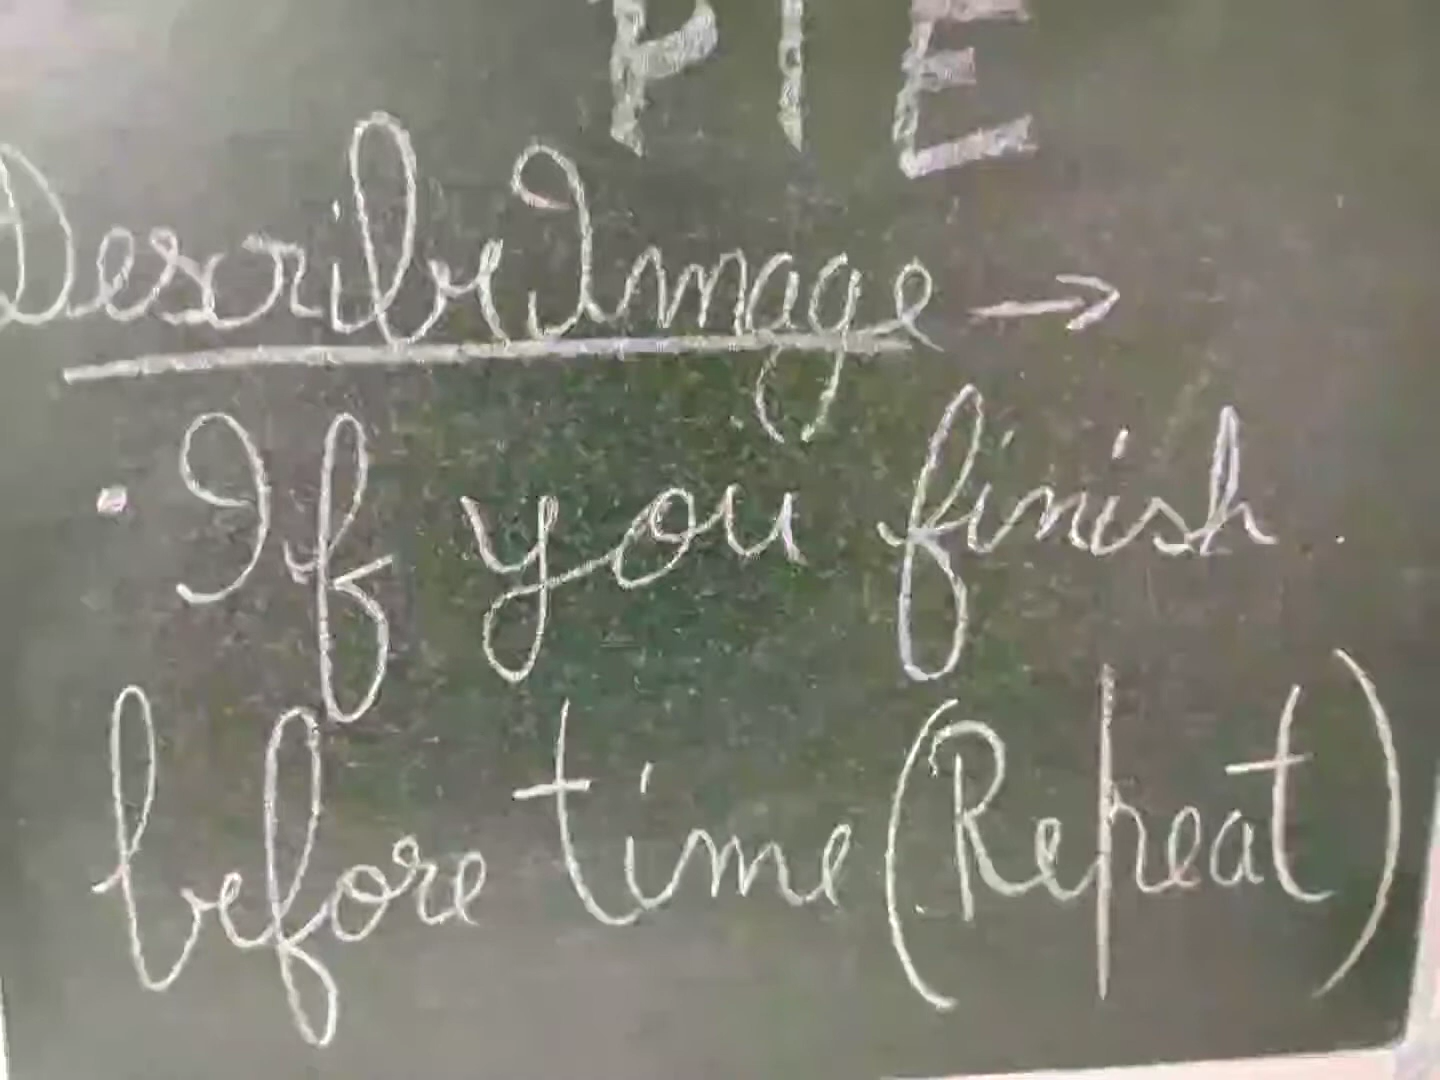 PTE
Describe Image →
• If you finish
before time (Repeat)